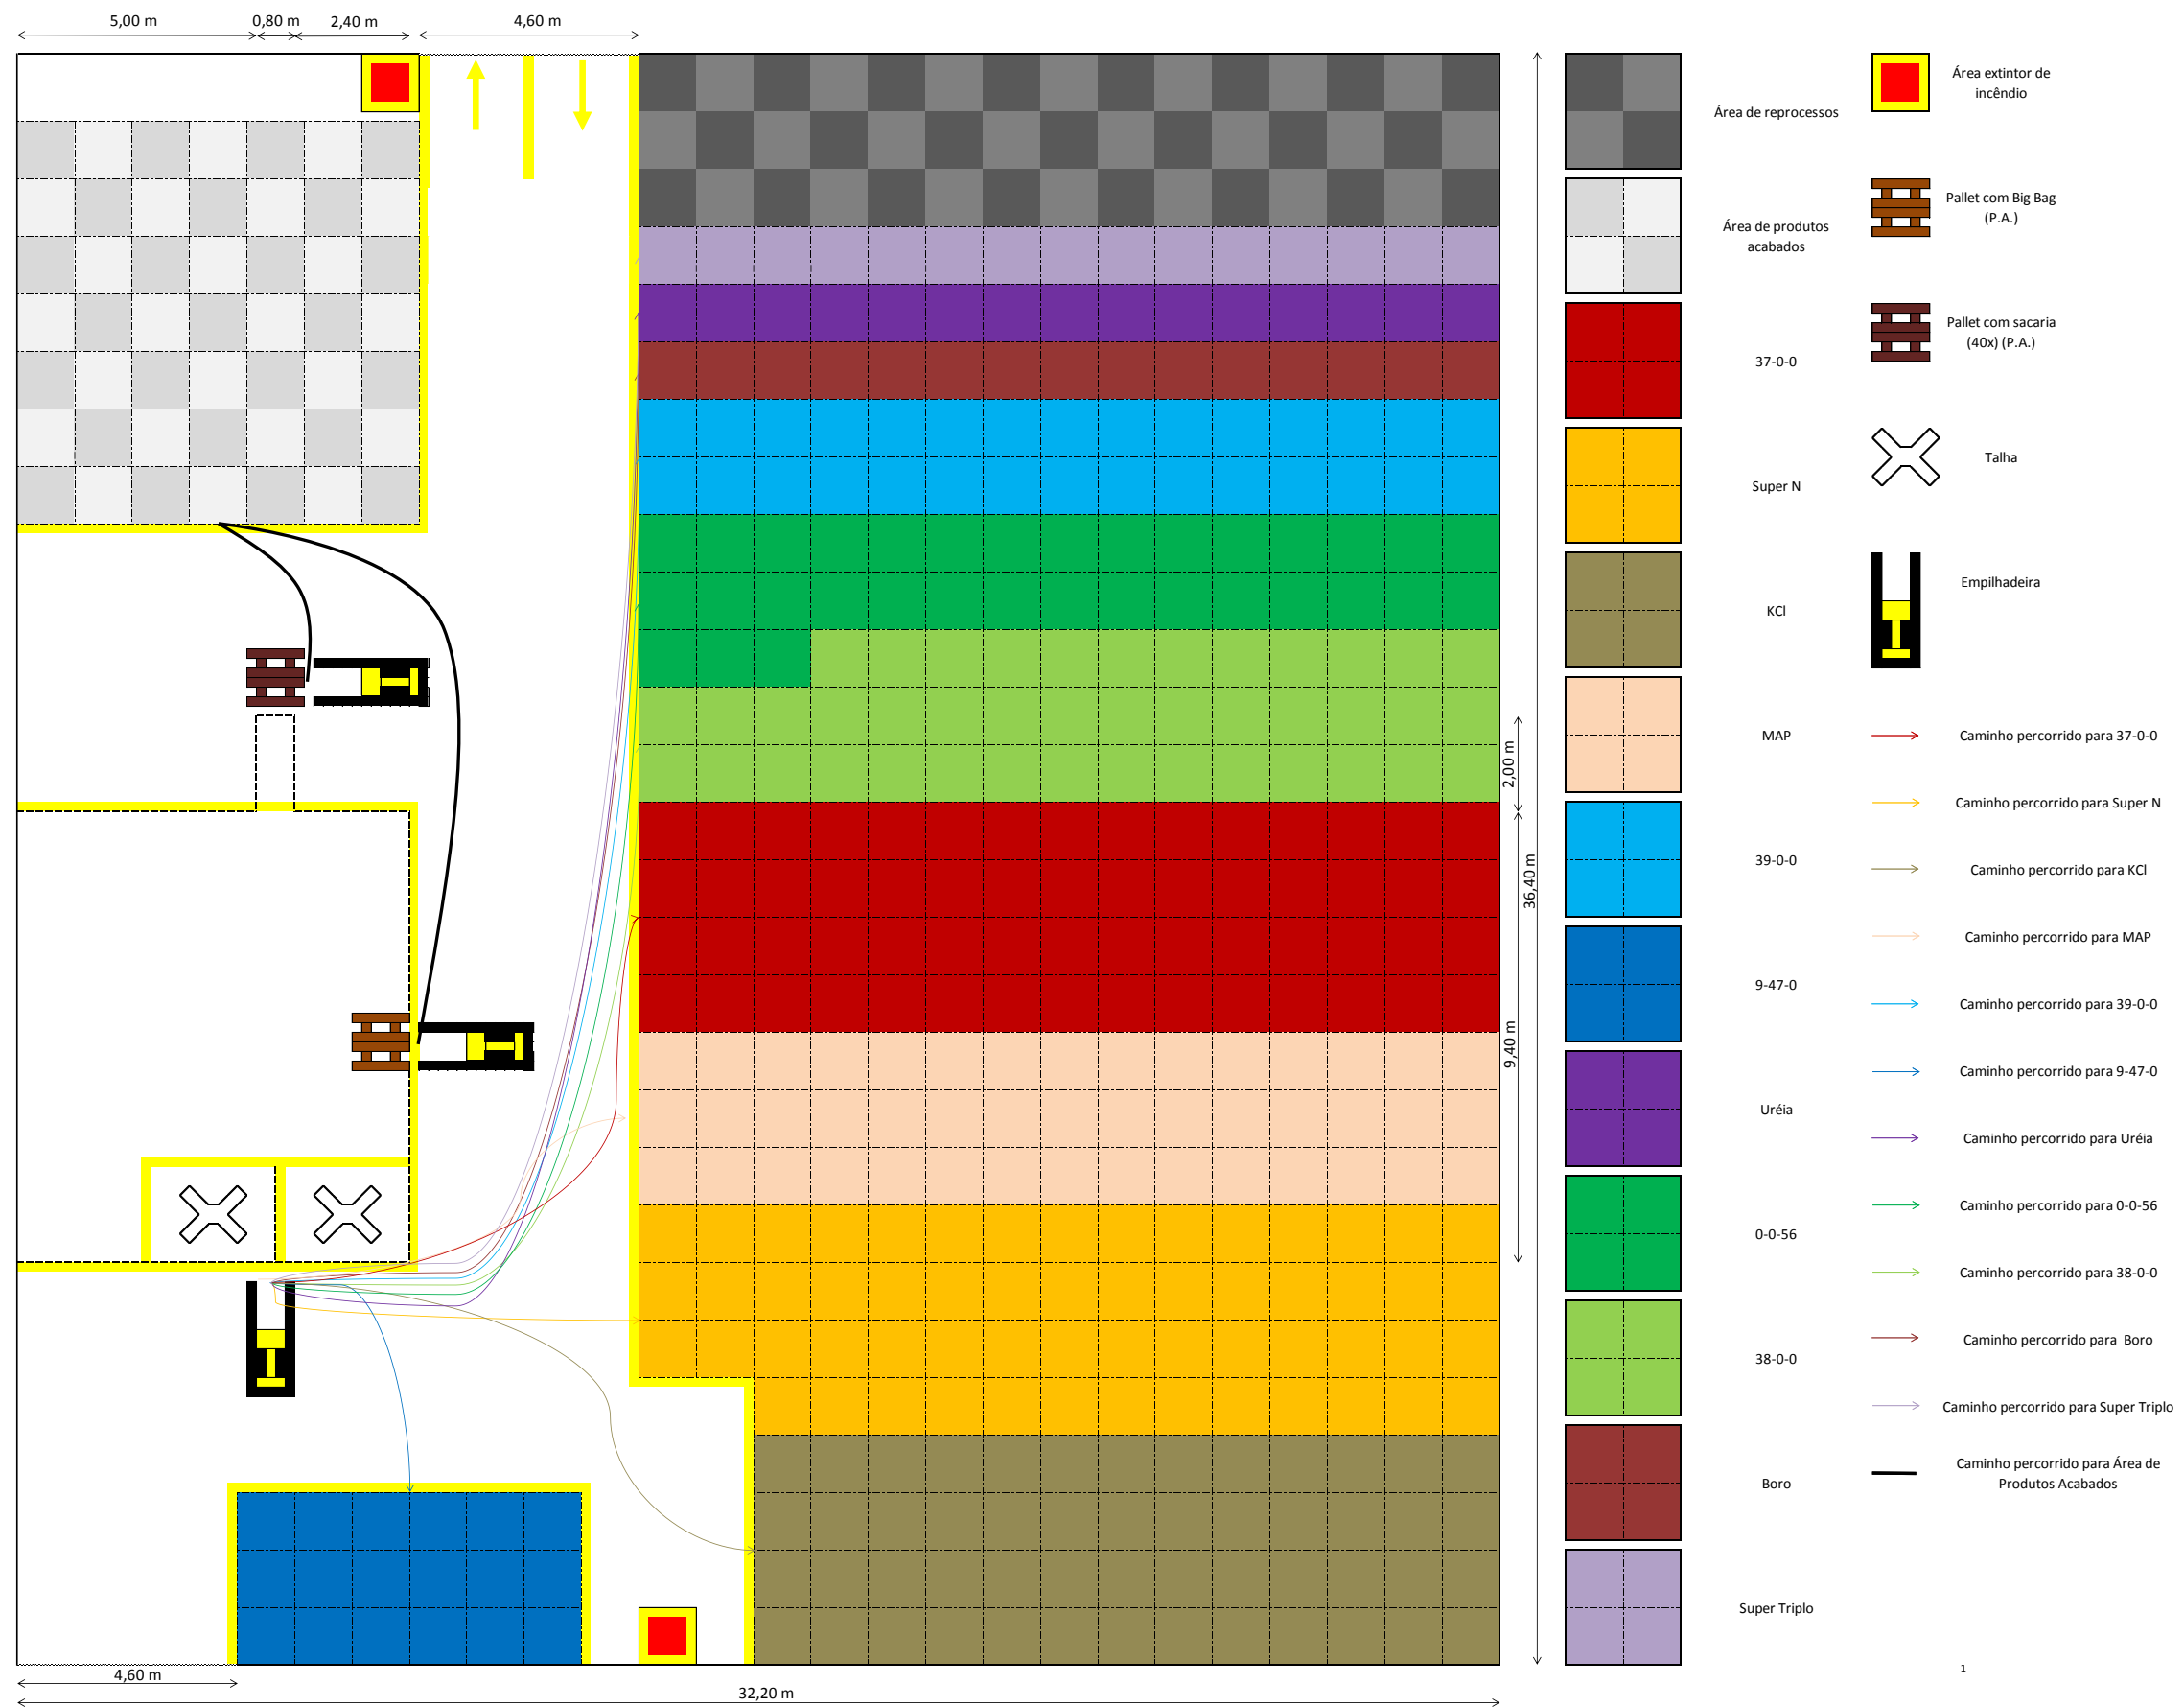 5,00 m
0,80 m
2,40 m
4,60 m
Área de reprocessos
Área extintor de
incêndio
Área de produtos
acabados
Pallet com Big Bag
(P.A.)
37-0-0
Pallet com sacaria
(40x) (P.A.)
Super N
Talha
KCl
Empilhadeira
MAP
Caminho percorrido para 37-0-0
2,00 m
Caminho percorrido para Super N
39-0-0
36,40 m
Caminho percorrido para KCl
Caminho percorrido para MAP
9-47-0
Caminho percorrido para 39-0-0
9,40 m
Caminho percorrido para 9-47-0
Uréia
Caminho percorrido para Uréia
0-0-56
Caminho percorrido para 0-0-56
Caminho percorrido para 38-0-0
38-0-0
Caminho percorrido para Boro
Caminho percorrido para Super Triplo
Boro
Caminho percorrido para Área de
Produtos Acabados
Super Triplo
1
4,60 m
32,20 m